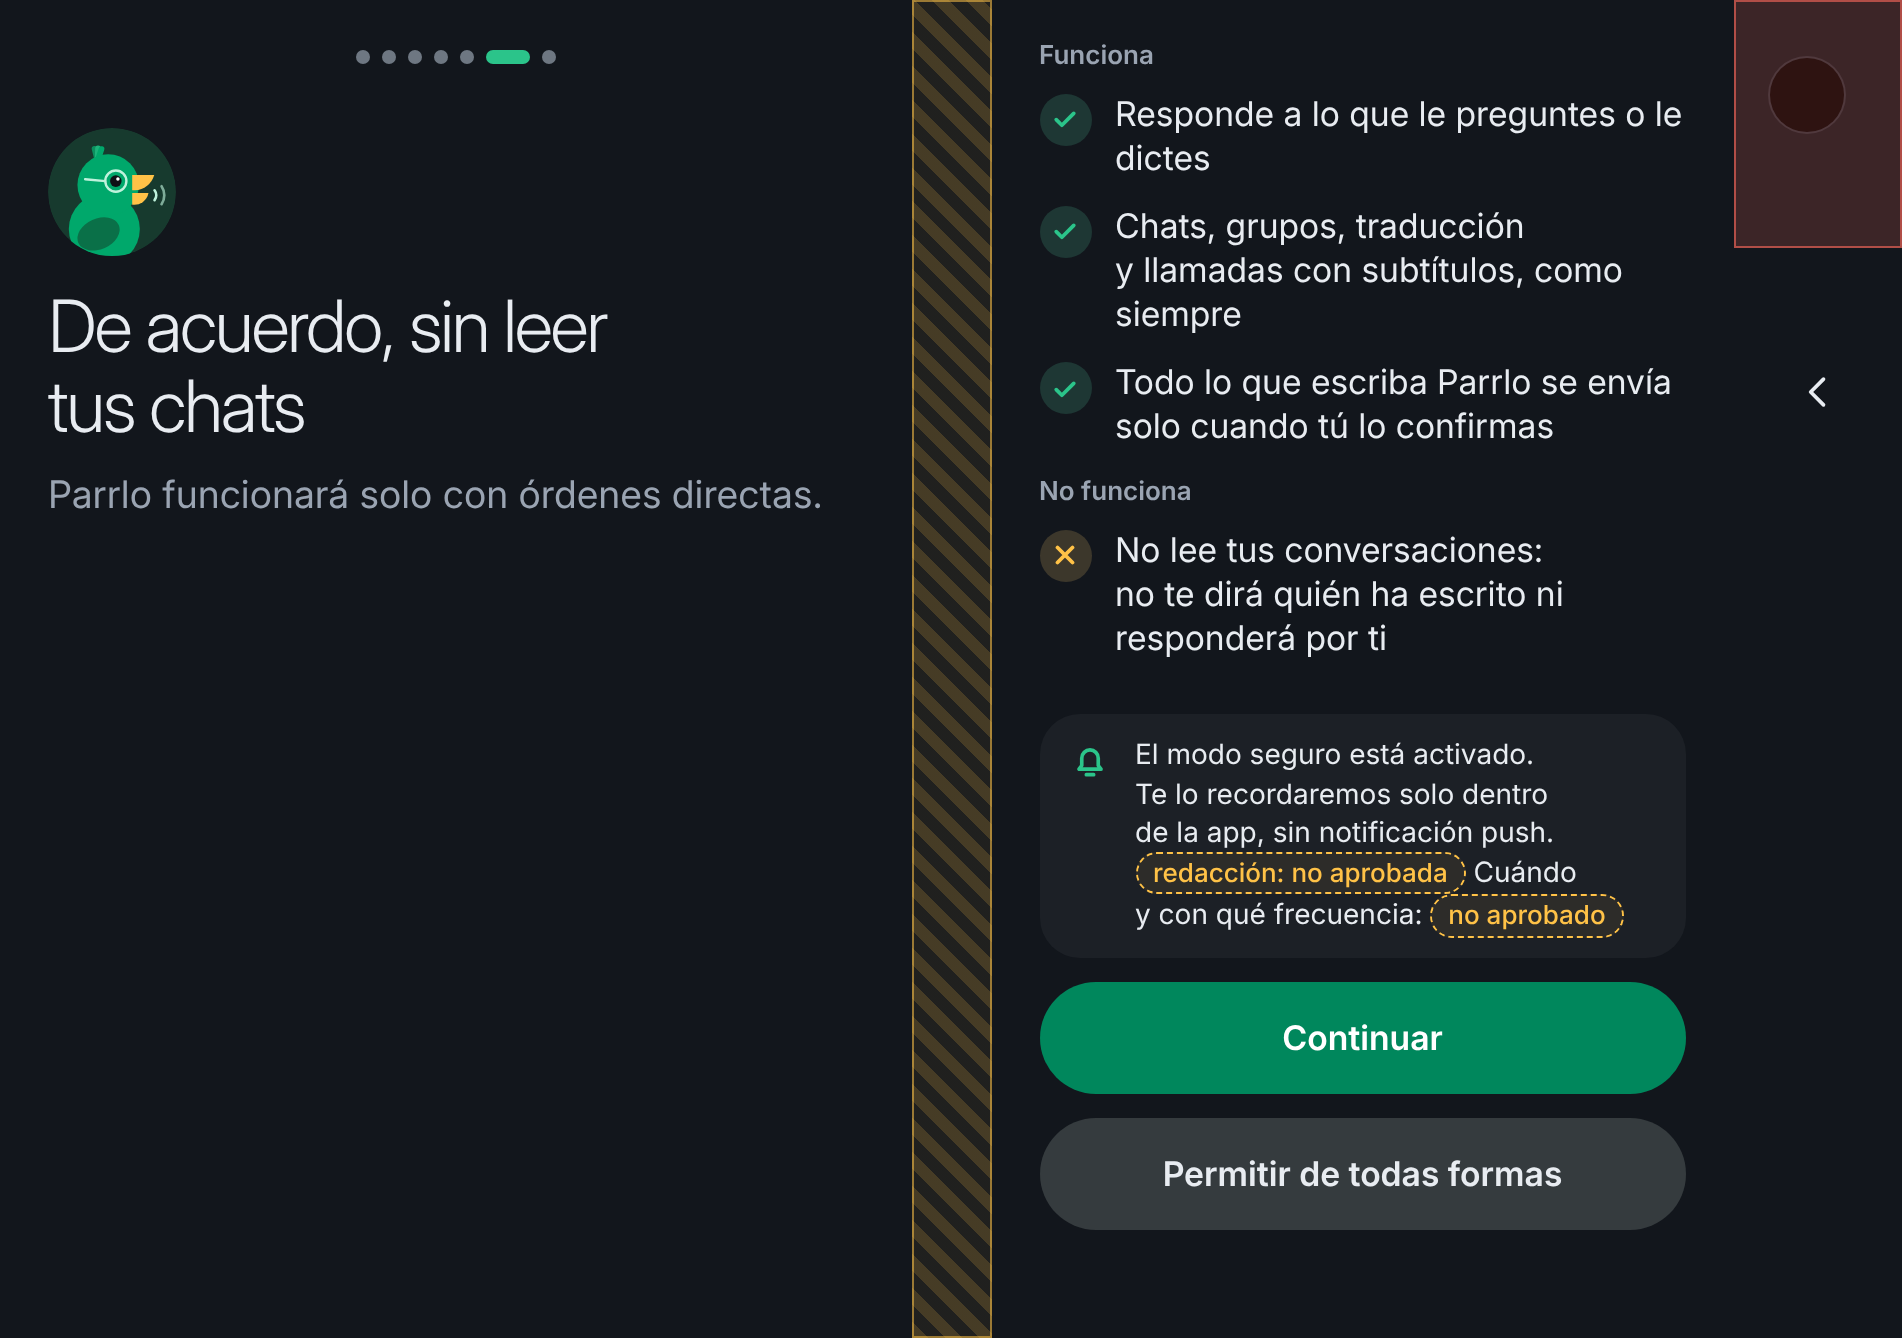 De acuerdo, sin leer
tus chats
Parrlo funcionará solo con órdenes directas.
Funciona
Responde a lo que le preguntes o le
dictes
Chats, grupos, traducción
y llamadas con subtítulos, como
siempre
Todo lo que escriba Parrlo se envía
solo cuando tú lo confirmas
No funciona
No lee tus conversaciones:
no te dirá quién ha escrito ni
responderá por ti
El modo seguro está activado.
Te lo recordaremos solo dentro
de la app, sin notificación push.
redacción: no aprobada Cuándo
y con qué frecuencia: no aprobado
Continuar
Permitir de todas formas